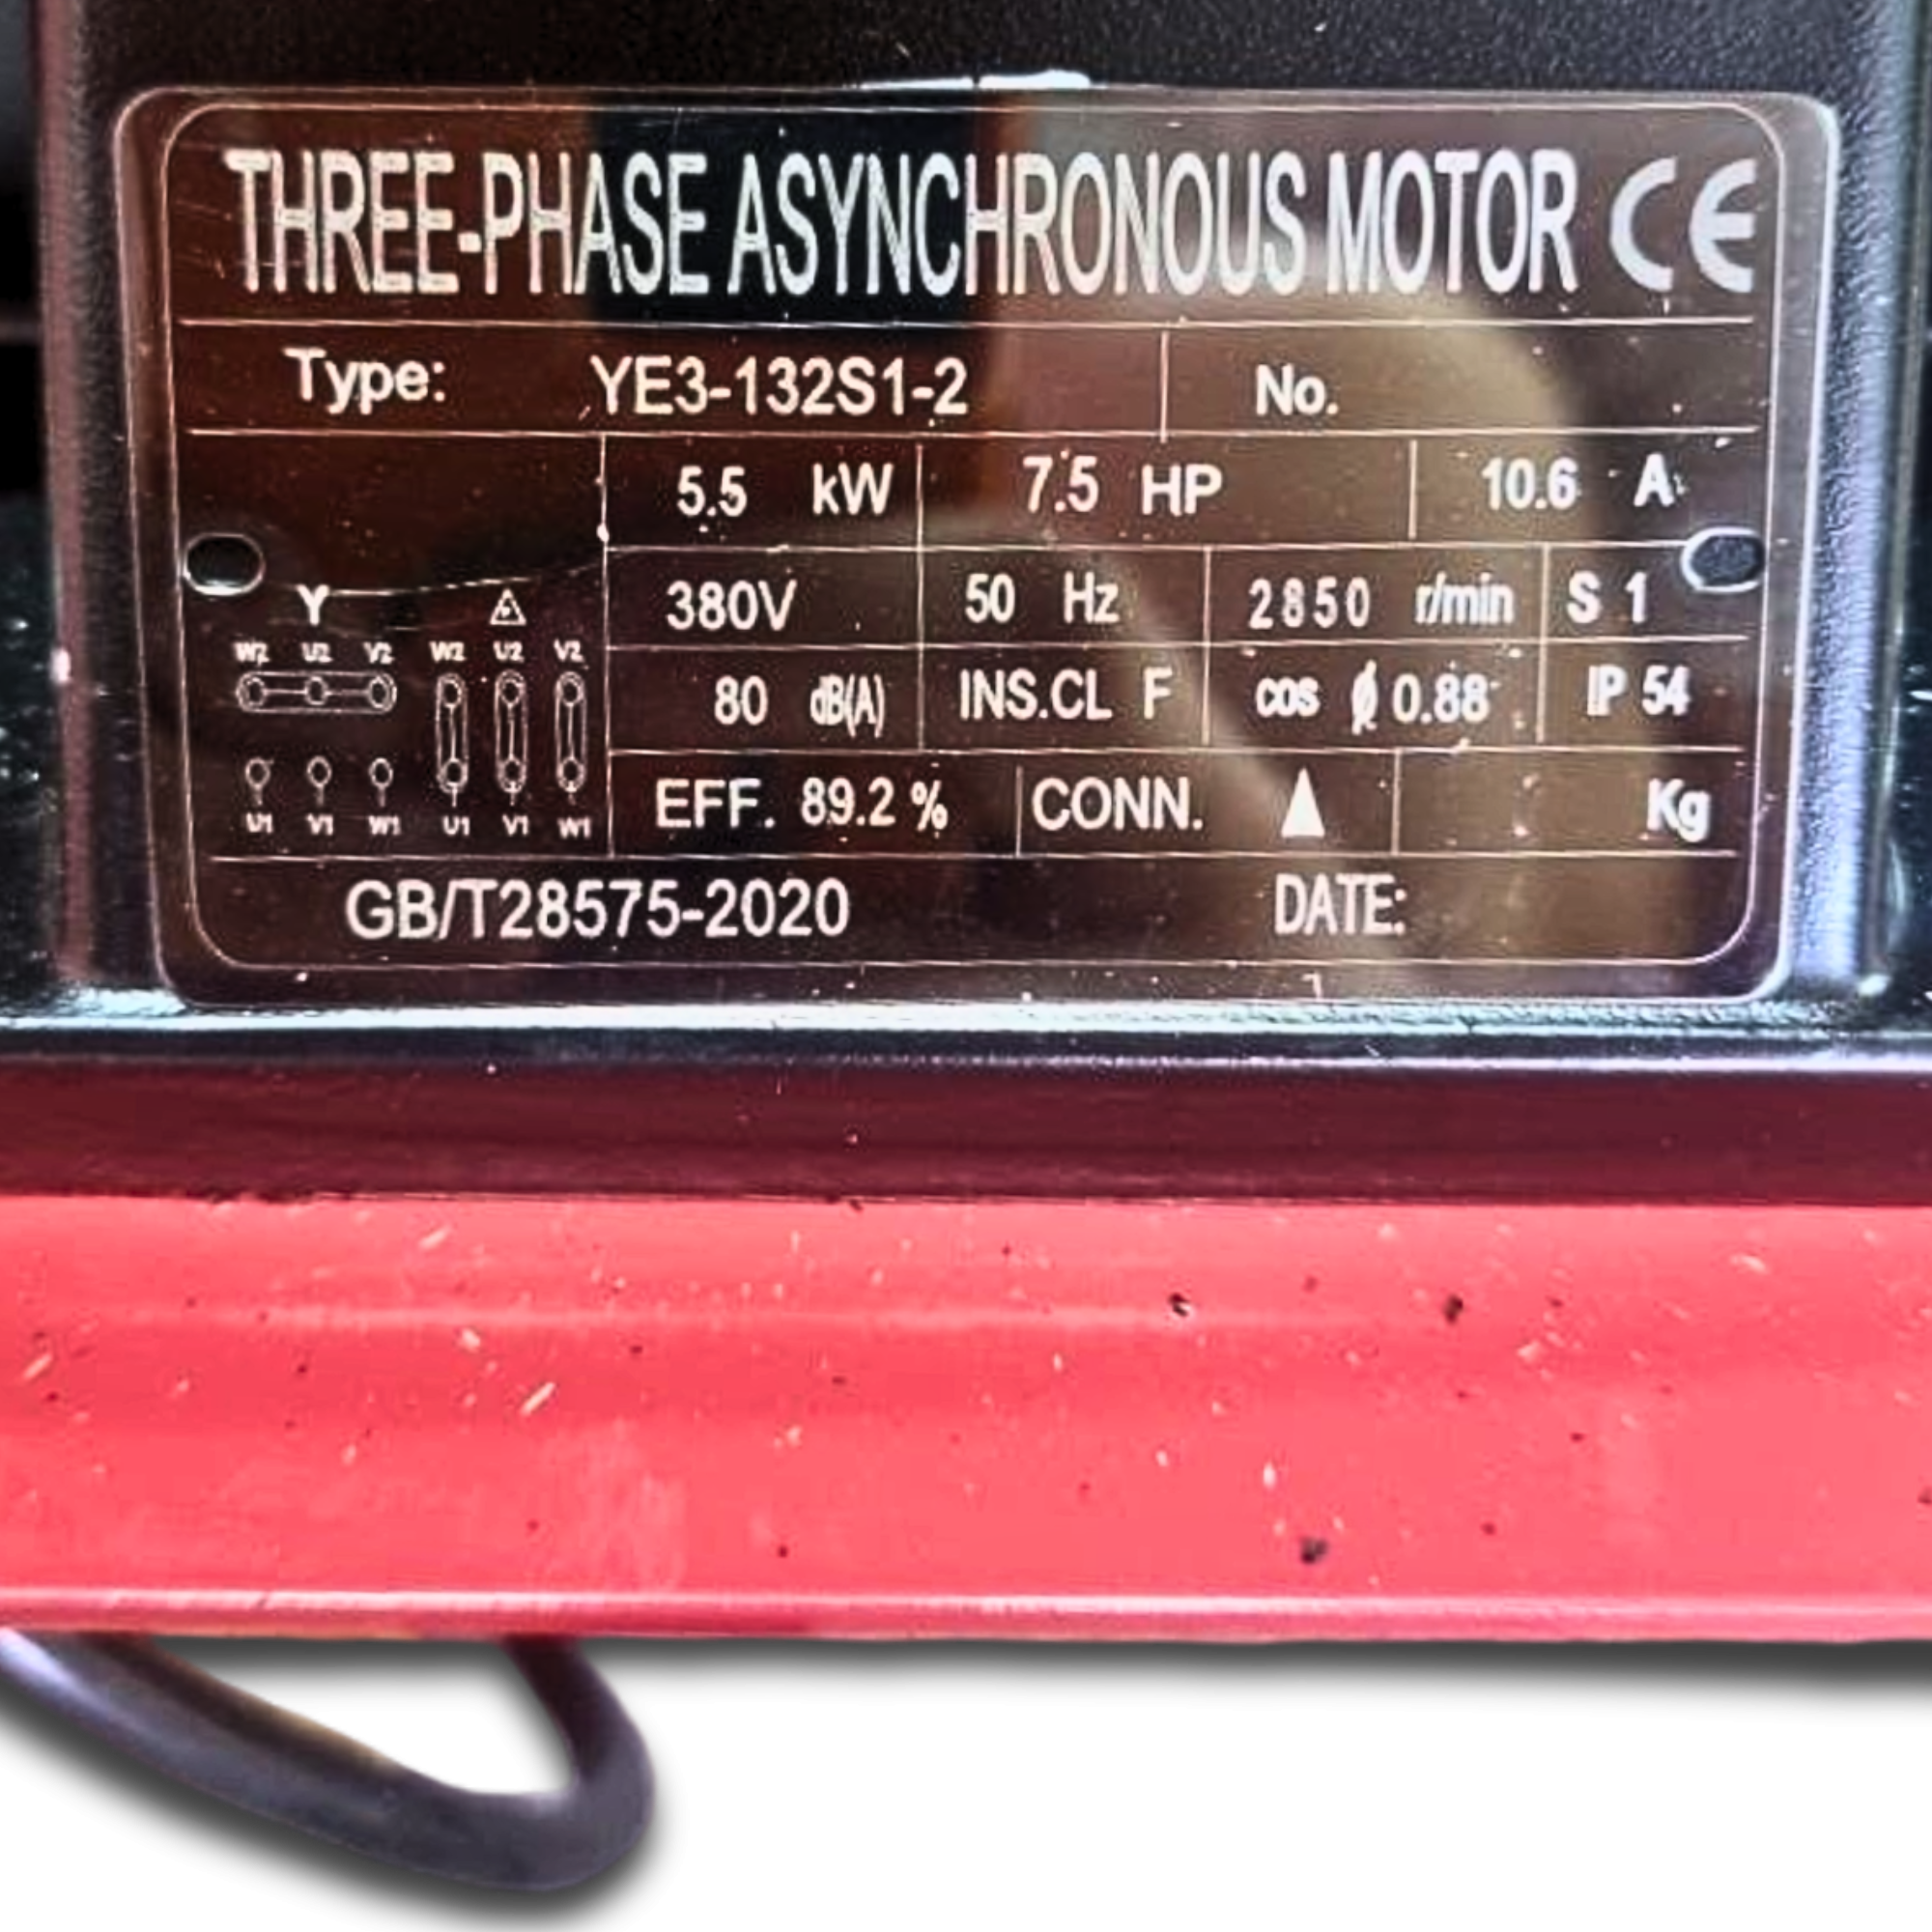 THREE-PHASE ASYNCHRONOUS MOTOR CE
Type: YE3-132S1-2 No.
5.5 kW 7.5 HP 10.6 A
380V 50 Hz 2850 r/min S 1
Y △
W2 U2 V2 W2 U2 V2
80 dB(A) INS.CL F cos φ 0.88 IP 54
EFF. 89.2 % CONN. ▲ Kg
U1 V1 W1 U1 V1 W1
GB/T28575-2020 DATE: